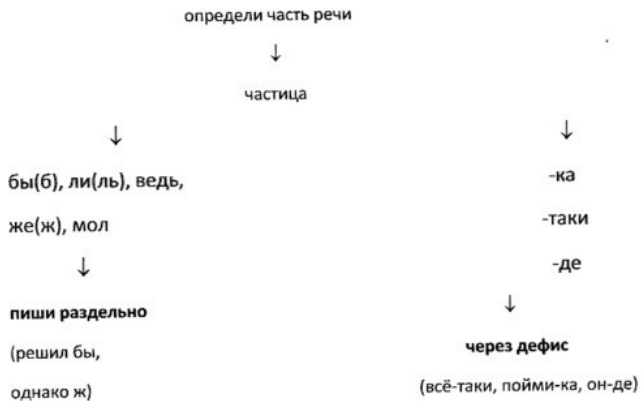 определи часть речи
↓
частица
↓
↓
бы(б), ли(ль), ведь,
же(ж), мол
↓
пиши раздельно
(решил бы,
однако ж)
-ка
-таки
-де
↓
через дефис
(всё-таки, пойми-ка, он-де)